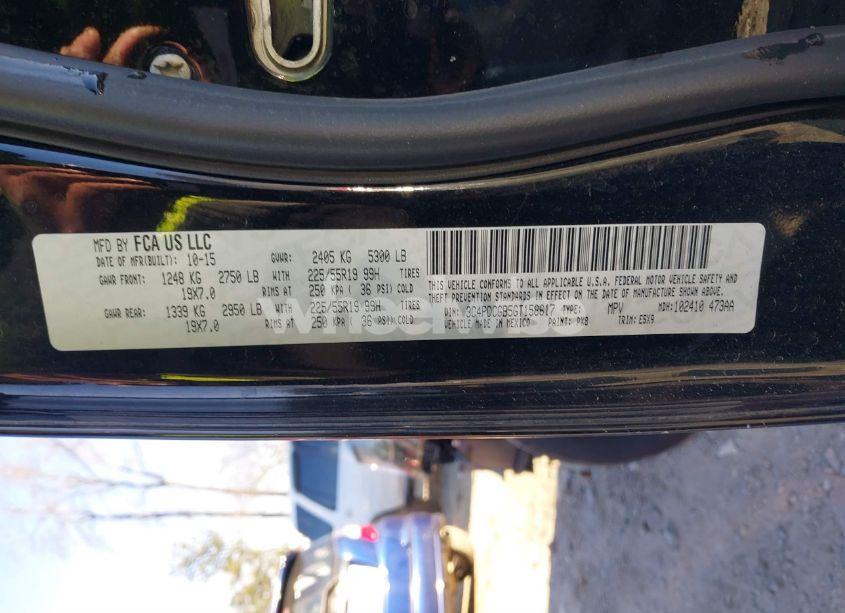 MFD BY FCA US LLC
DATE OF MFR(BUILT): 10-15 GVWR: 2405 KG 5300 LB
GAWR FRONT: 1248 KG 2750 LB WITH 225/55R19 99H TIRES
19X7.0 RIMS AT 250 KPA ( 36 PSI) COLD
GAWR REAR: 1339 KG 2950 LB WITH 225/55R19 99H TIRES
19X7.0 RIMS AT 250 KPA ( 36 PSI) COLD
THIS VEHICLE CONFORMS TO ALL APPLICABLE U.S.A. FEDERAL MOTOR VEHICLE SAFETY AND
THEFT PREVENTION STANDARDS IN EFFECT ON THE DATE OF MANUFACTURE SHOWN ABOVE.
VIN: 3C4PDCGB5GT158817 TYPE: MPV MDH:102410 473AA
VEHICLE MADE IN MEXICO PAINT: PX8 TRIM: E5X9